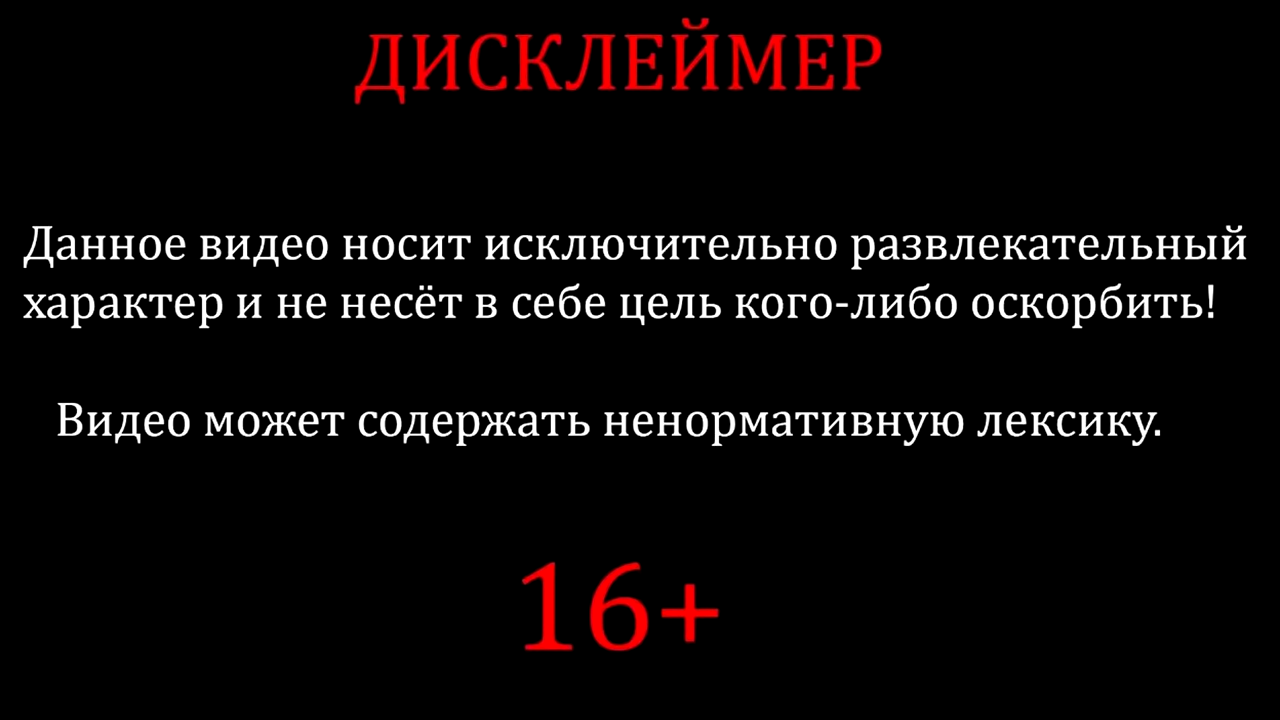 ДИСКЛЕЙМЕР
Данное видео носит исключительно развлекательный
характер и не несёт в себе цель кого-либо оскорбить!
Видео может содержать ненормативную лексику.
16+